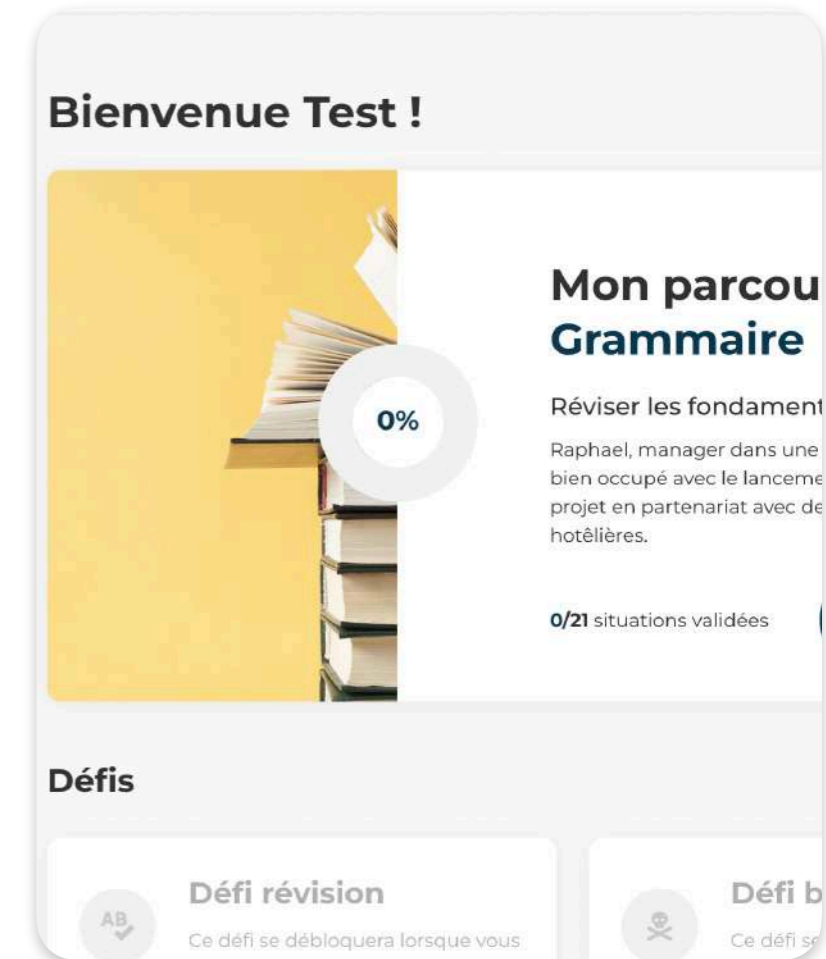 Bienvenue Test !
Mon parcou
Grammaire
0%
Réviser les fondament
Raphael, manager dans une
bien occupé avec le lanceme
projet en partenariat avec de
hotêlières.
0/21 situations validées
Défis
AB
Défi révision
Ce défi se débloquera lorsque vous
Défi b
Ce défi se